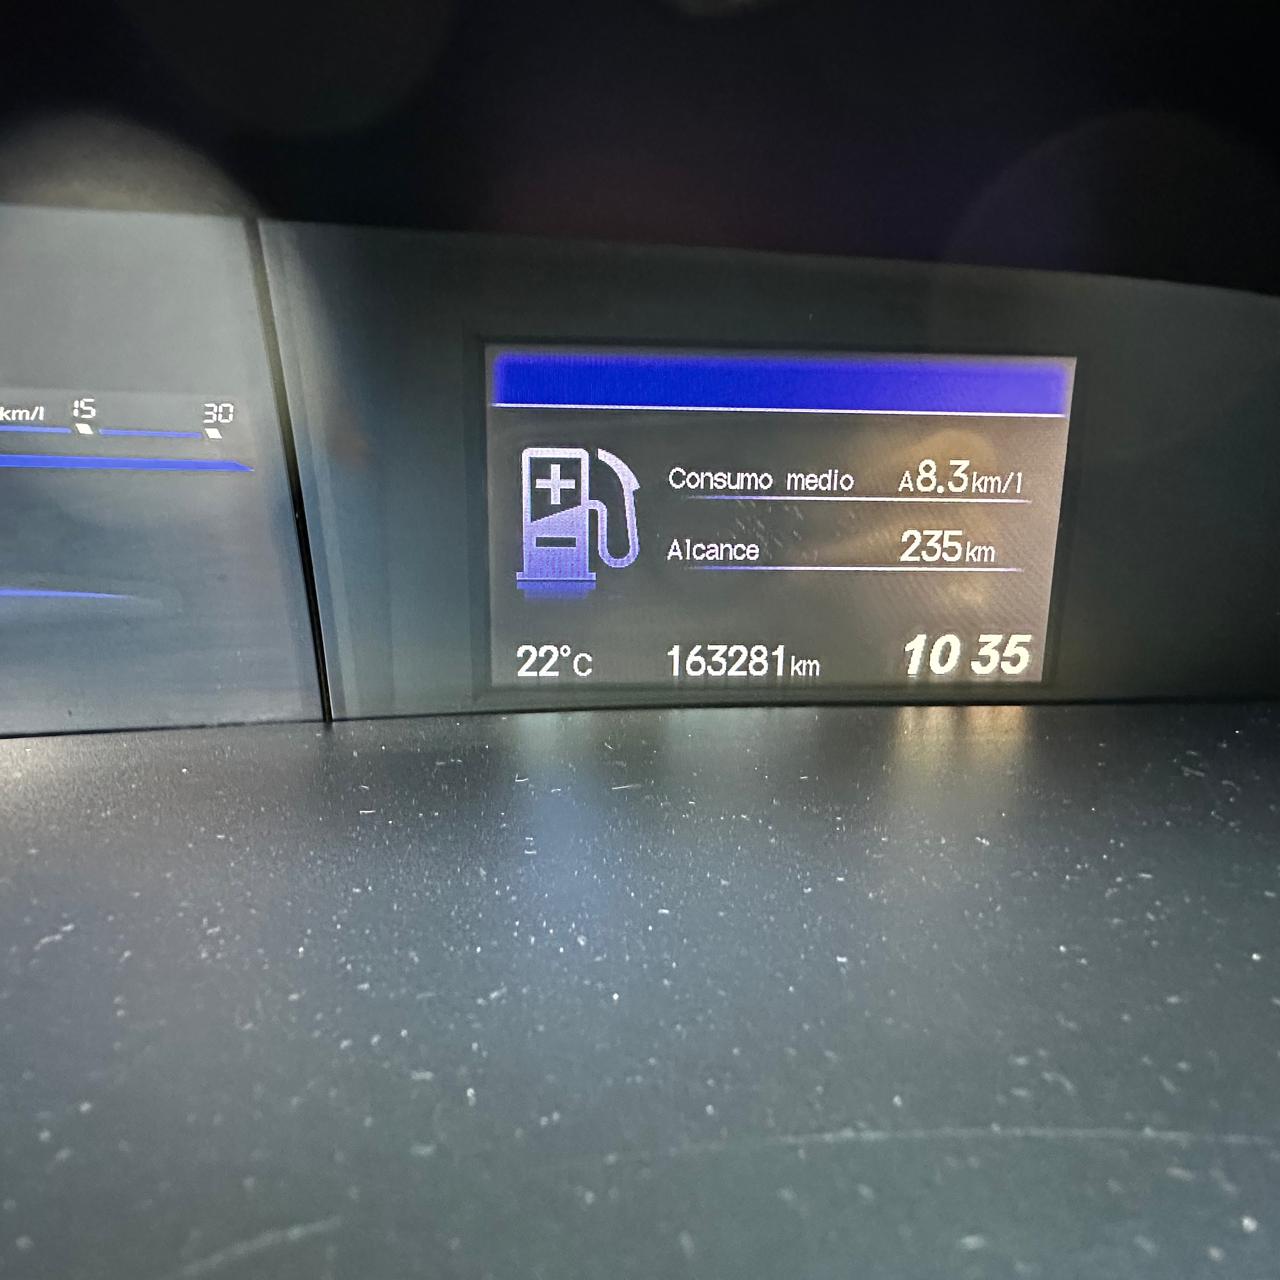 km/l 15 30
Consumo medio A8.3km/l
Alcance 235km
22°C 163281km 10 35